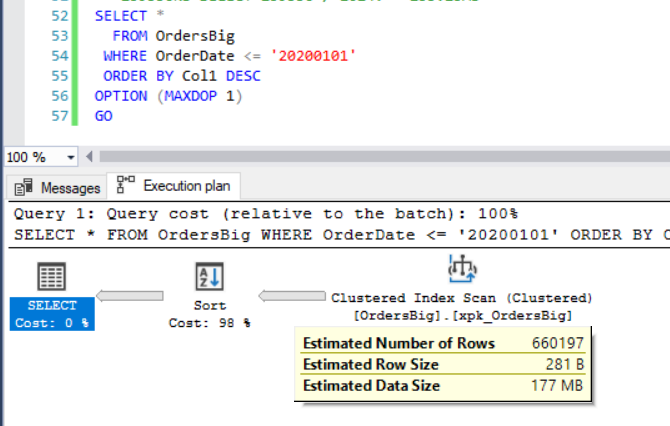 52 SELECT *
53 FROM OrdersBig
54 WHERE OrderDate <= '20200101'
55 ORDER BY Col1 DESC
56 OPTION (MAXDOP 1)
57 GO
100 %
Messages Execution plan
Query 1: Query cost (relative to the batch): 100%
SELECT * FROM OrdersBig WHERE OrderDate <= '20200101' ORDER BY
SELECT
Cost: 0 %
Sort
Cost: 98 %
Clustered Index Scan (Clustered)
[OrdersBig].[xpk_OrdersBig]
Estimated Number of Rows 660197
Estimated Row Size 281 B
Estimated Data Size 177 MB